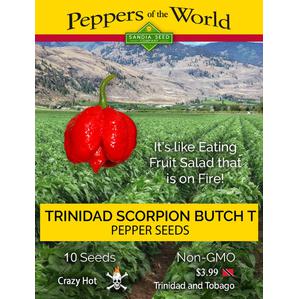 Peppers of the World
SANDIA SEED
It's like Eating
Fruit Salad that
is on Fire!
TRINIDAD SCORPION BUTCH T
PEPPER SEEDS
10 Seeds
Non-GMO
$3.99
Crazy Hot
Trinidad and Tobago